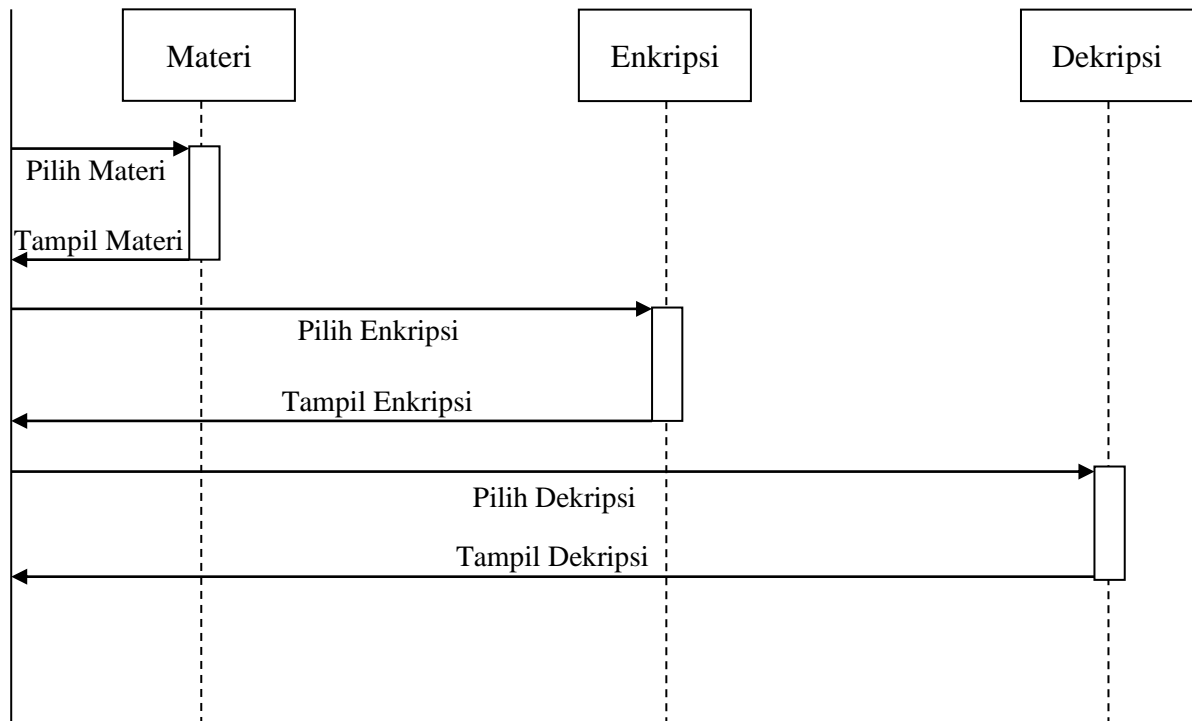 Materi
Enkripsi
Dekripsi
Pilih Materi
Tampil Materi
Pilih Enkripsi
Tampil Enkripsi
Pilih Dekripsi
Tampil Dekripsi